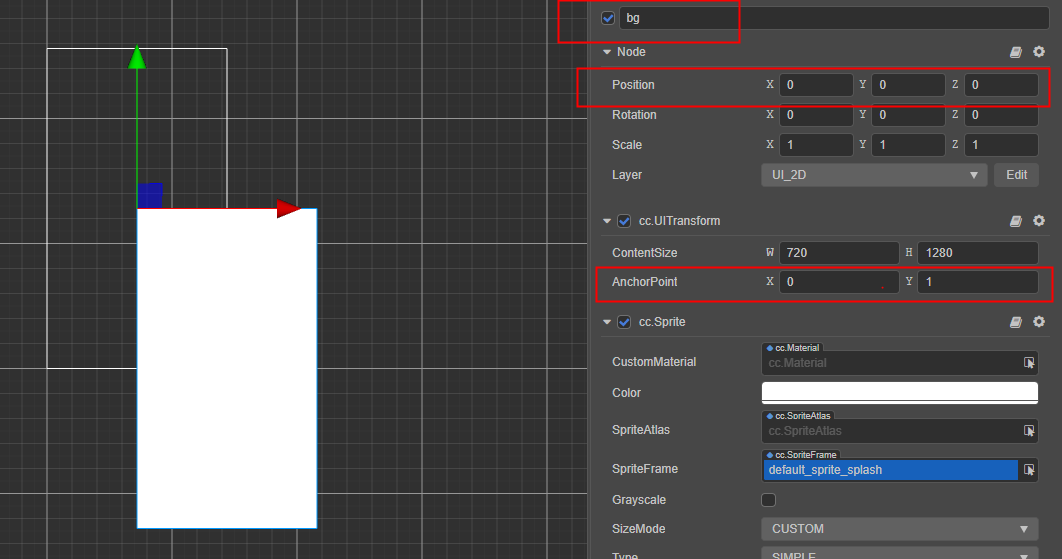 bg
Node
Position X 0 Y 0 Z 0
Rotation X 0 Y 0 Z 0
Scale X 1 Y 1 Z 1
Layer UI_2D Edit
cc.UITransform
ContentSize W 720 H 1280
AnchorPoint X 0 Y 1
cc.Sprite
cc.Material
CustomMaterial cc.Material
Color
cc.SpriteAtlas
SpriteAtlas cc.SpriteAtlas
cc.SpriteFrame
SpriteFrame default_sprite_splash
Grayscale
SizeMode CUSTOM
Type SIMPLE